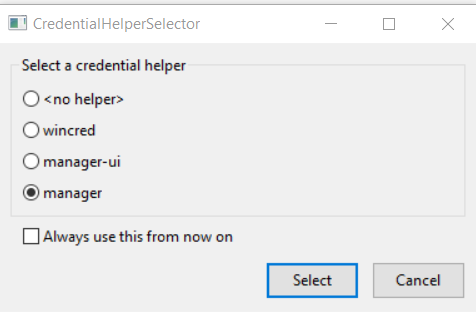 CredentialHelperSelector
Select a credential helper
<no helper>
wincred
manager-ui
manager
Always use this from now on
Select
Cancel